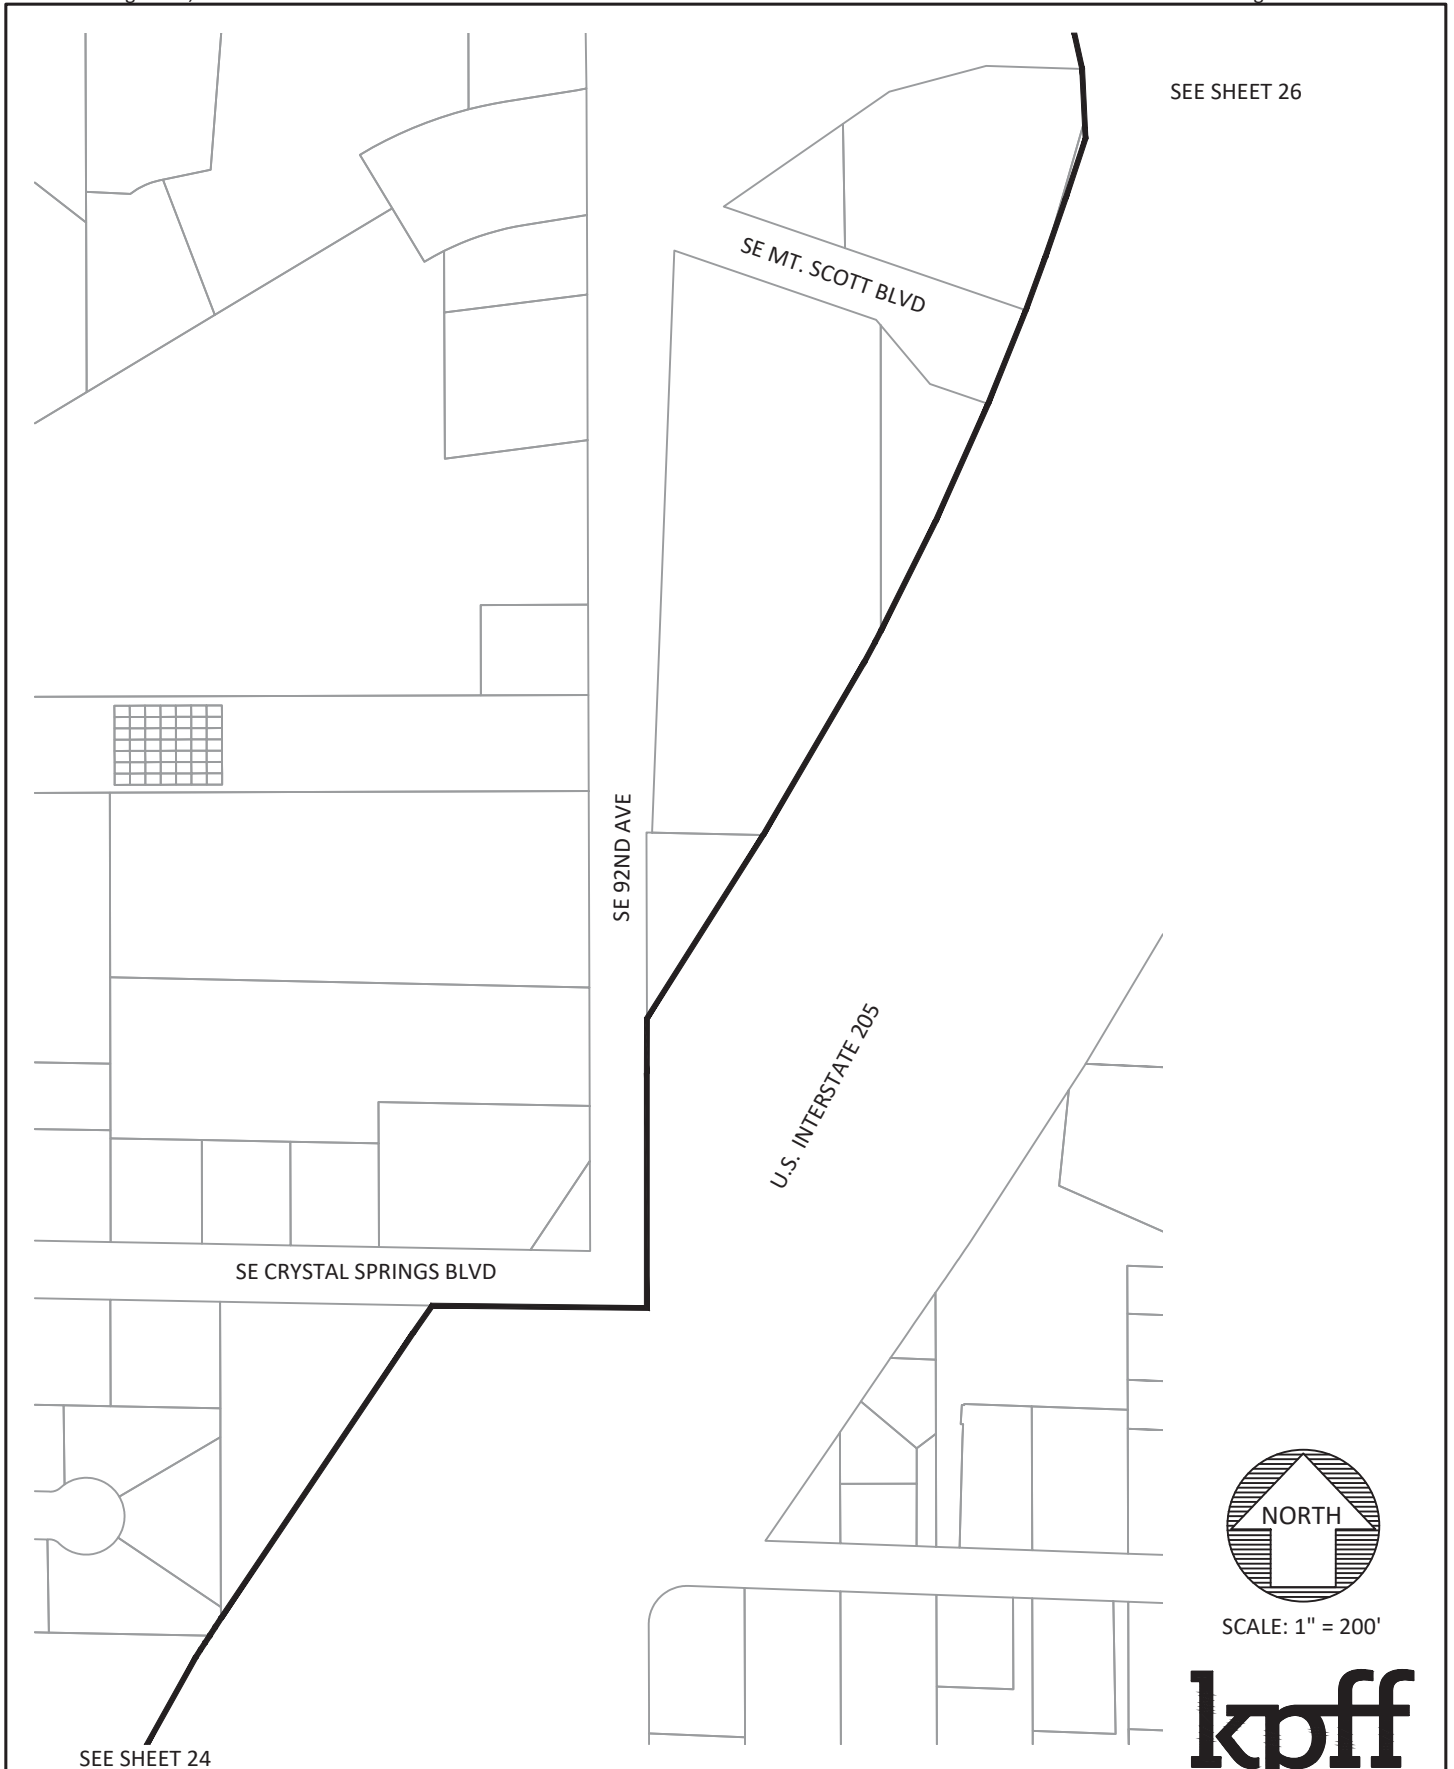 SEE SHEET 26
SE MT. SCOTT BLVD
SE 92ND AVE
U.S. INTERSTATE 205
SE CRYSTAL SPRINGS BLVD
NORTH
SCALE: 1" = 200'
kpff
SEE SHEET 24